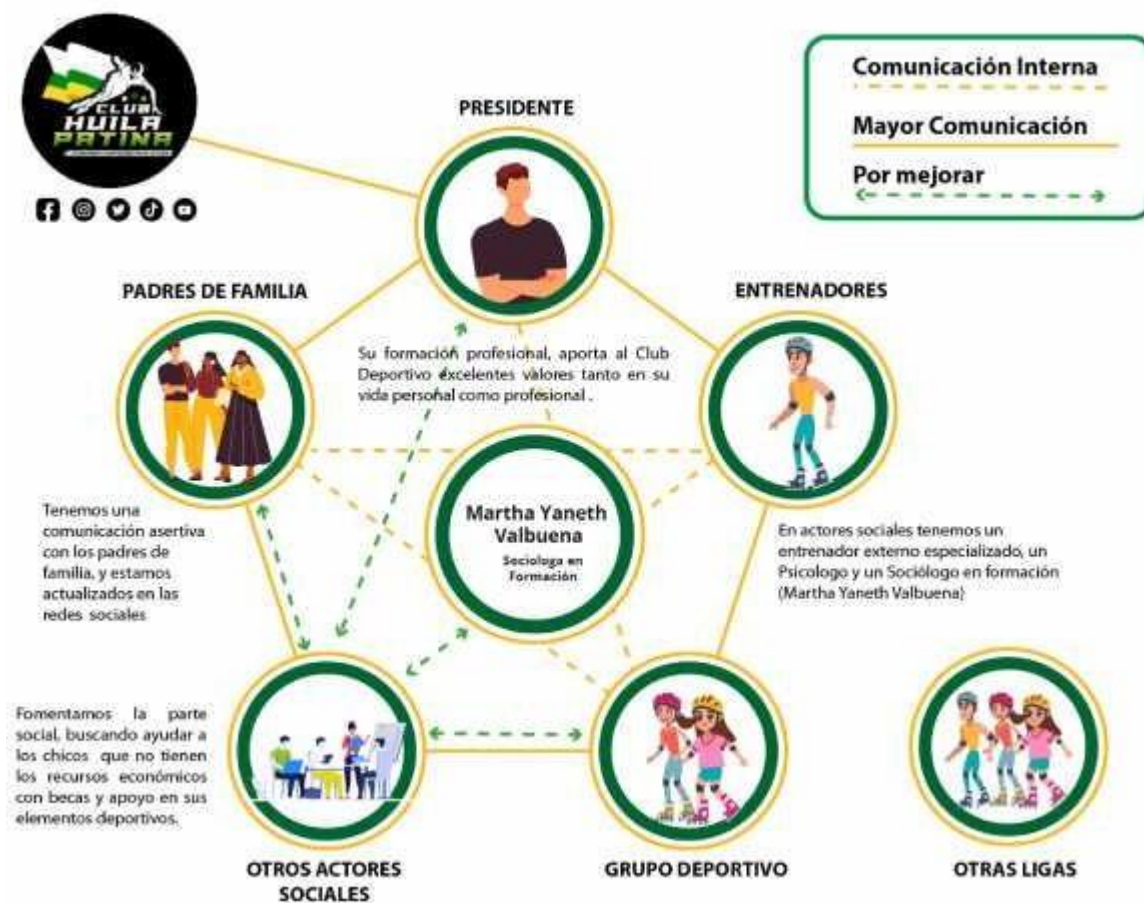 CLUB
HUILA
PATINA
Comunicación Interna
Mayor Comunicación
Por mejorar
PRESIDENTE
PADRES DE FAMILIA
ENTRENADORES
Su formación profesional, aporta al Club
Deportivo excelentes valores tanto en su
vida personal como profesional .
Martha Yaneth
Valbuena
Sociologa en
Formación
Tenemos una
comunicación asertiva
con los padres de
familia, y estamos
actualizados en las
redes sociales
En actores sociales tenemos un
entrenador externo especializado, un
Psicologo y un Sociólogo en formación
(Martha Yaneth Valbuena)
Fomentamos la parte
social, buscando ayudar a
los chicos que no tienen
los recursos económicos
con becas y apoyo en sus
elementos deportivos.
OTROS ACTORES
SOCIALES
GRUPO DEPORTIVO
OTRAS LIGAS